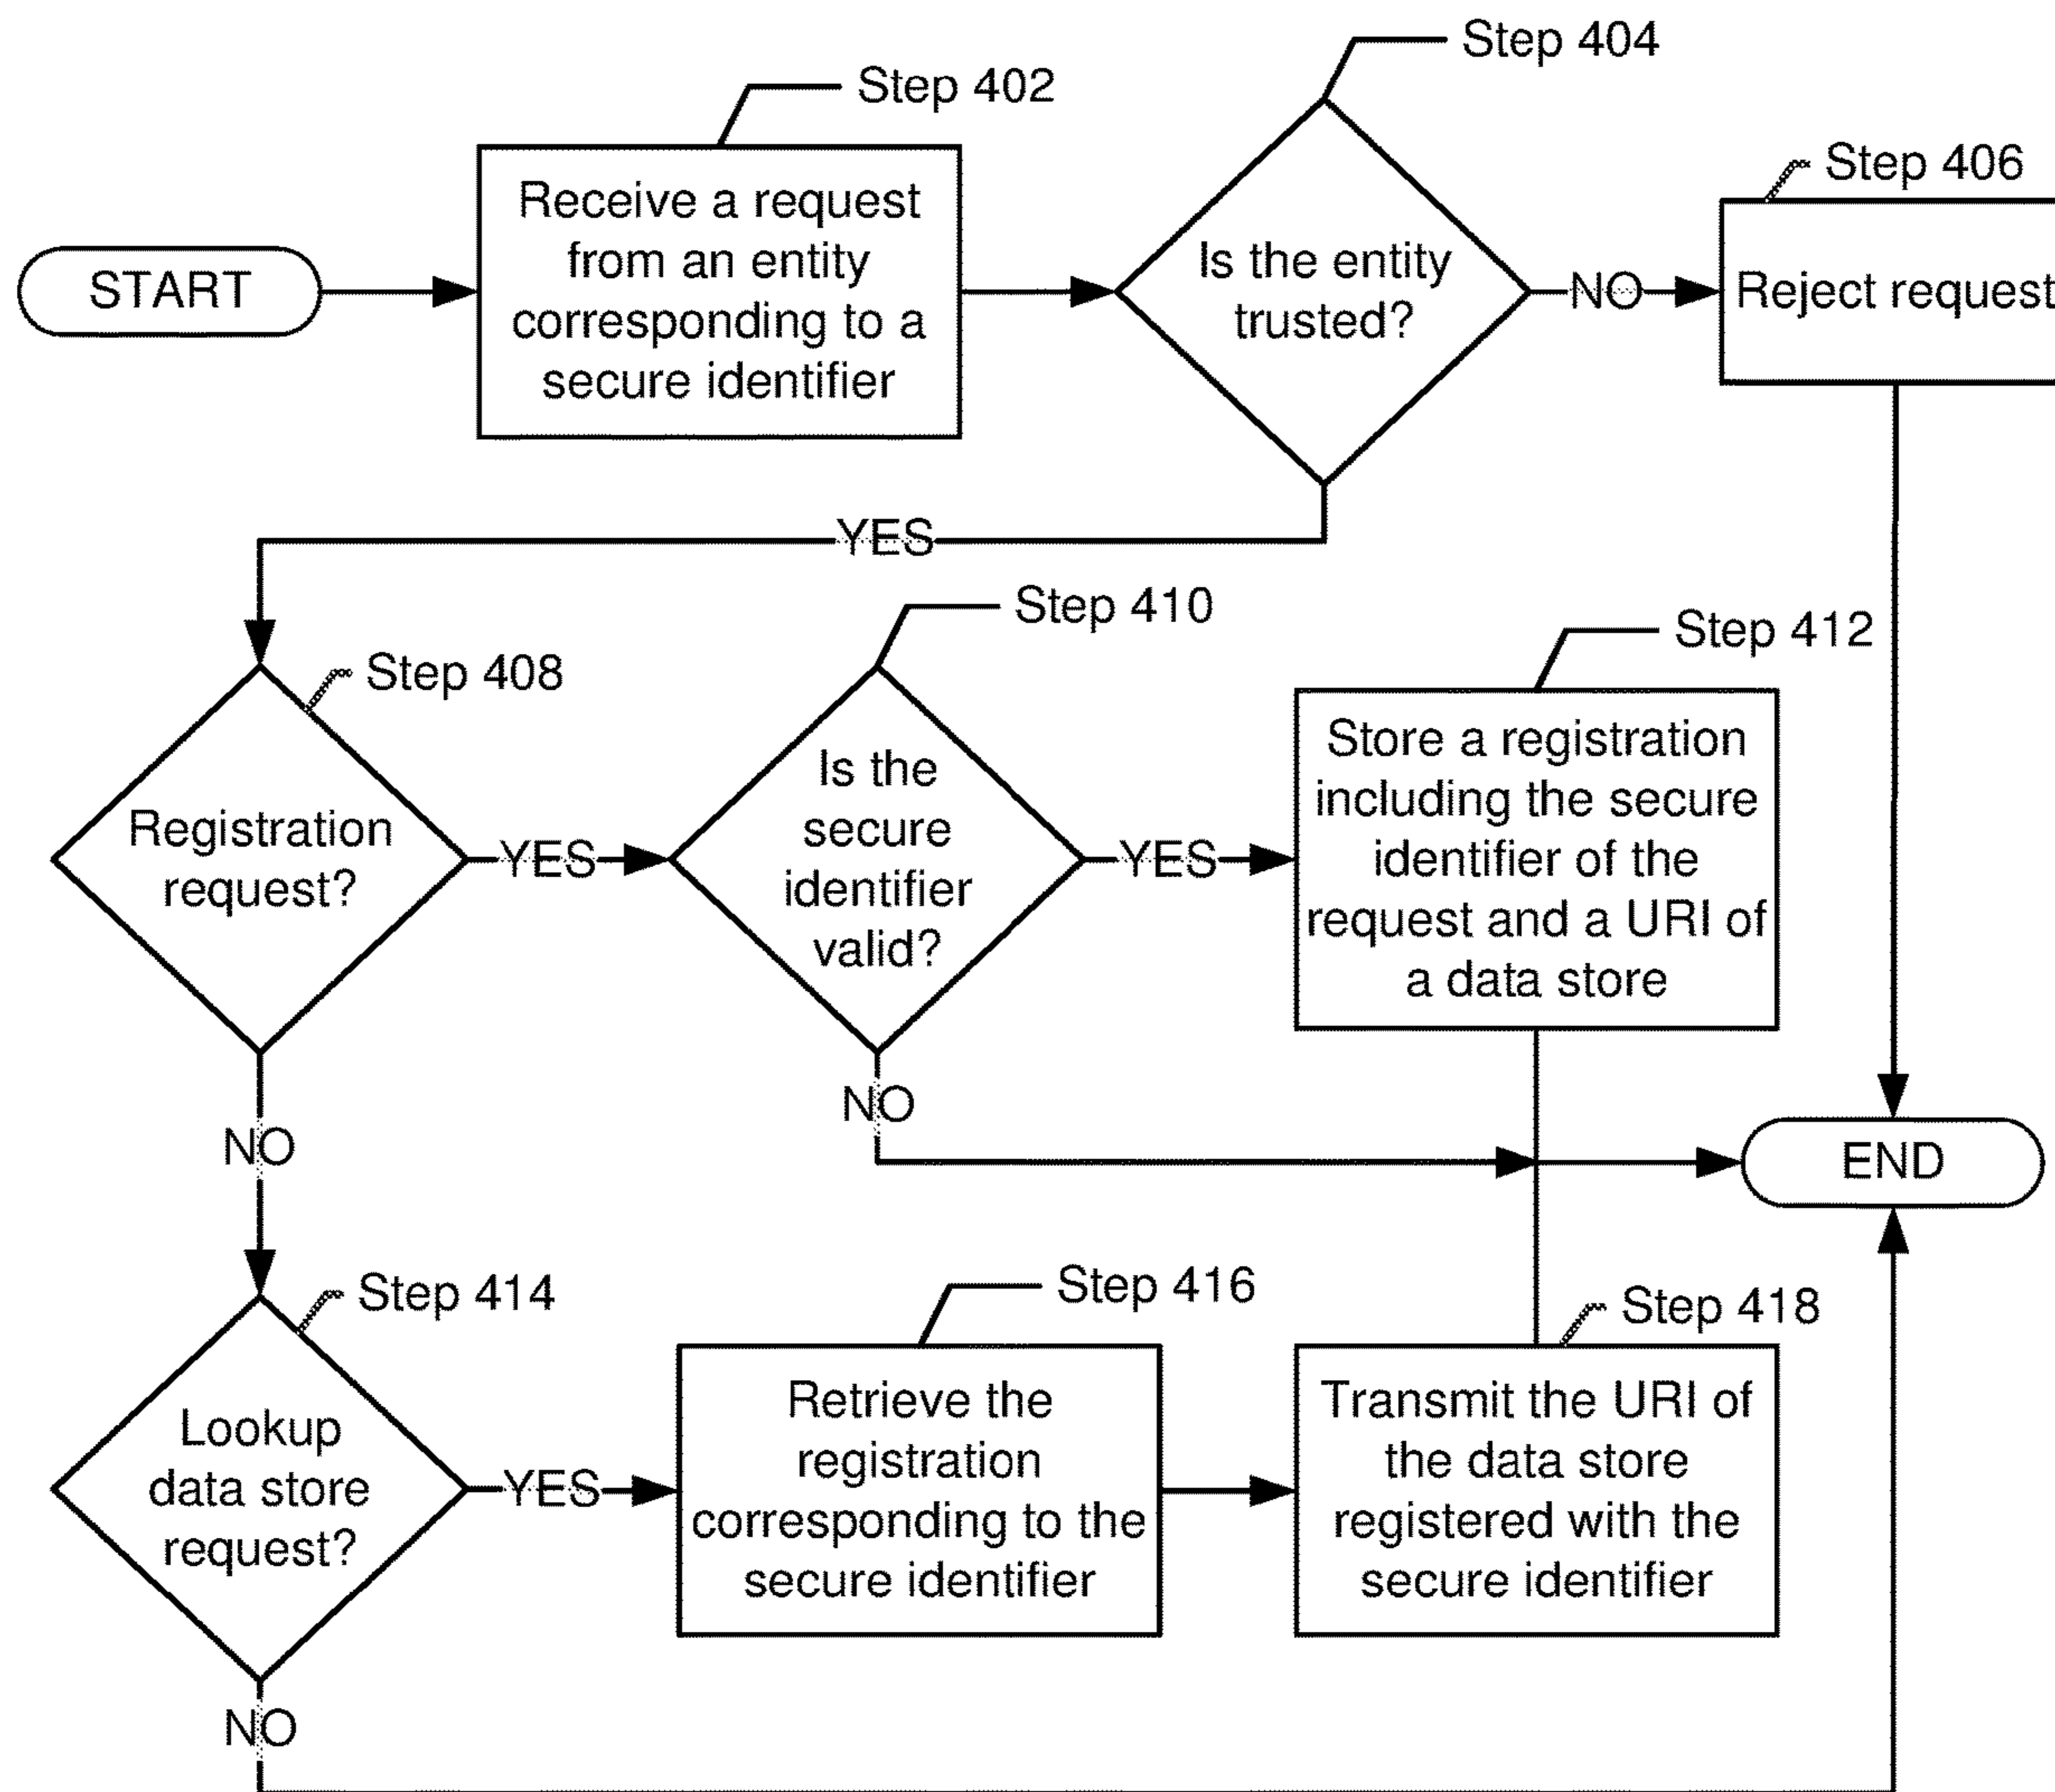 Step 402
Step 404
Step 406
START
Receive a request
from an entity
corresponding to a
secure identifier
Is the entity
trusted?
NO
Reject request
YES
Step 408
Step 410
Step 412
Registration
request?
YES
Is the
secure
identifier
valid?
YES
Store a registration
including the secure
identifier of the
request and a URI of
a data store
NO
NO
END
Step 414
Step 416
Step 418
Lookup
data store
request?
YES
Retrieve the
registration
corresponding to the
secure identifier
Transmit the URI of
the data store
registered with the
secure identifier
NO